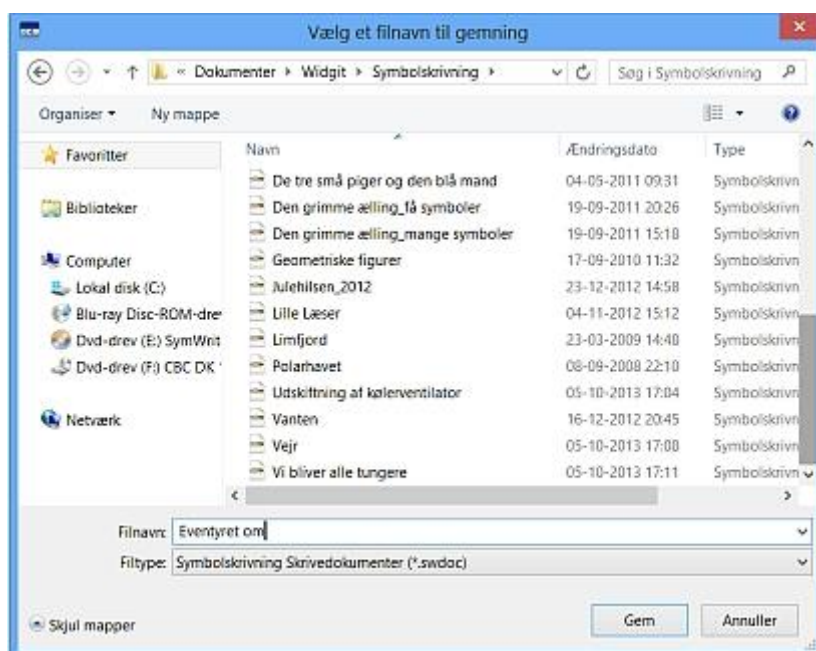 Vælg et filnavn til gemning
« Dokumenter Widgit Symbolskrivning Søg i Symbolskrivning
Organiser Ny mappe
Favoritter
Biblioteker
Computer
Lokal disk (C:)
Blu-ray Disc-ROM-drev
Dvd-drev (E:) SymWrit
Dvd-drev (F:) CBC DK
Netværk
Navn Ændringsdato Type
De tre små piger og den blå mand 04-05-2011 09:31 Symbolskrivn
Den grimme ælling_få symboler 19-09-2011 20:26 Symbolskrivn
Den grimme ælling_mange symboler 19-09-2011 15:18 Symbolskrivn
Geometriske figurer 17-09-2010 11:32 Symbolskrivn
Julehilsen_2012 23-12-2012 14:58 Symbolskrivn
Lille Læser 04-11-2012 15:12 Symbolskrivn
Limfjord 23-03-2009 14:48 Symbolskrivn
Polarhavet 08-09-2008 22:10 Symbolskrivn
Udskiftning af kølerventilator 05-10-2013 17:04 Symbolskrivn
Vanten 16-12-2012 20:45 Symbolskrivn
Vejr 05-10-2013 17:08 Symbolskrivn
Vi bliver alle tungere 05-10-2013 17:11 Symbolskrivn
Filnavn: Eventyret om
Filtype: Symbolskrivning Skrivedokumenter (*.swdoc)
Skjul mapper Gem Annuller